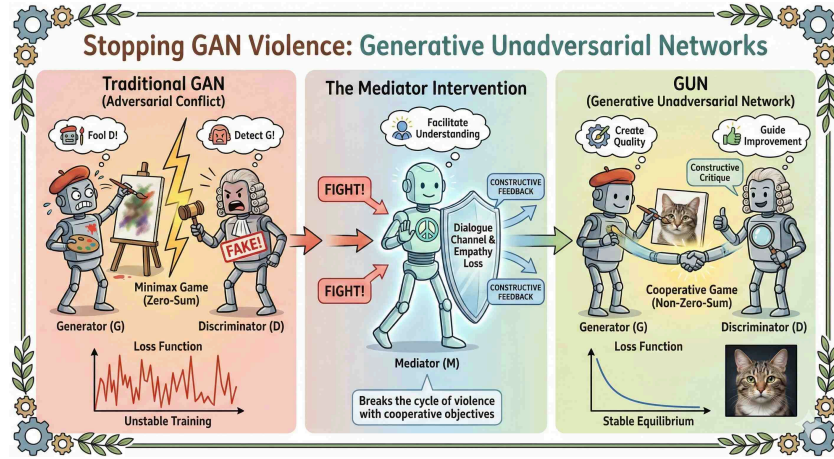 Stopping GAN Violence: Generative Unadversarial Networks
Traditional GAN
(Adversarial Conflict)
Fool D!
Detect G!
FAKE!
Minimax Game
(Zero-Sum)
Generator (G)
Discriminator (D)
Loss Function
Unstable Training
The Mediator Intervention
Facilitate
Understanding
FIGHT!
FIGHT!
Dialogue
Channel &
Empathy
Loss
CONSTRUCTIVE
FEEDBACK
CONSTRUCTIVE
FEEDBACK
Mediator (M)
Breaks the cycle of violence
with cooperative objectives
GUN
(Generative Unadversarial Network)
Create
Quality
Guide
Improvement
Constructive
Critique
Cooperative Game
(Non-Zero-Sum)
Generator (G)
Discriminator (D)
Loss Function
Stable Equilibrium